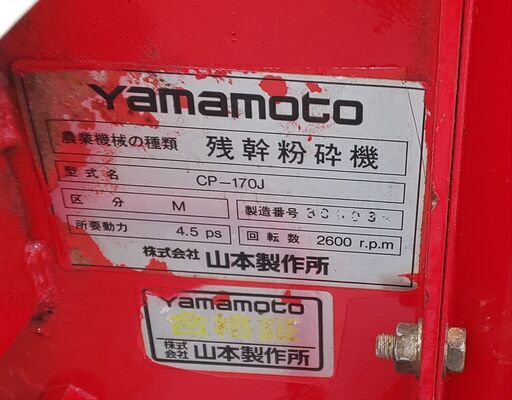 Yamamoto
農業機械の種類 残幹粉砕機
型式名 CP-170J
区分 M 製造番号
所要動力 4.5 ps 回転数 2600 r.p.m
株式会社 山本製作所
Yamamoto
合格証
株式会社 山本製作所